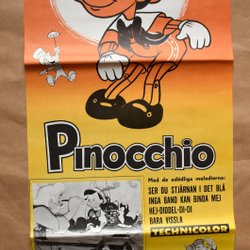 Pinocchio
Med de odödliga melodierna:
SER DU STJÄRNAN I DET BLÅ
INGA BAND KAN BINDA MEJ
HEJ-DIDDEL-DI-DI
BARA VISSLA
TECHNICOLOR